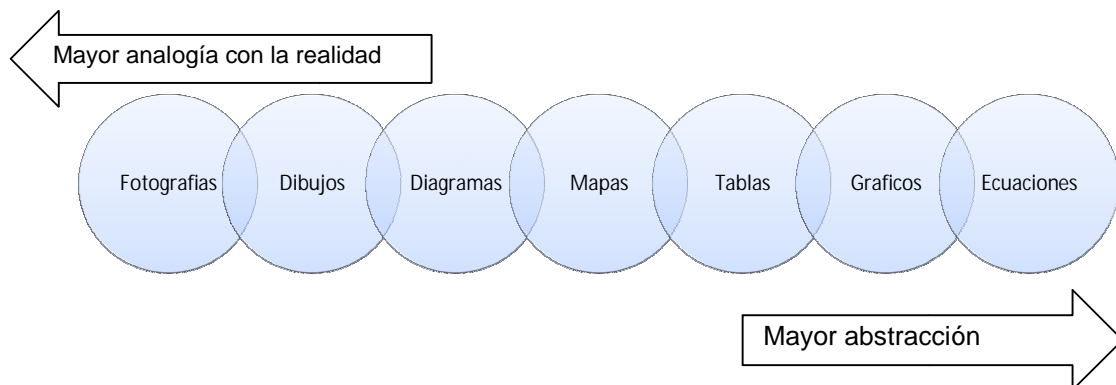 Mayor analogía con la realidad
Fotografias
Dibujos
Diagramas
Mapas
Tablas
Graficos
Ecuaciones
Mayor abstracción